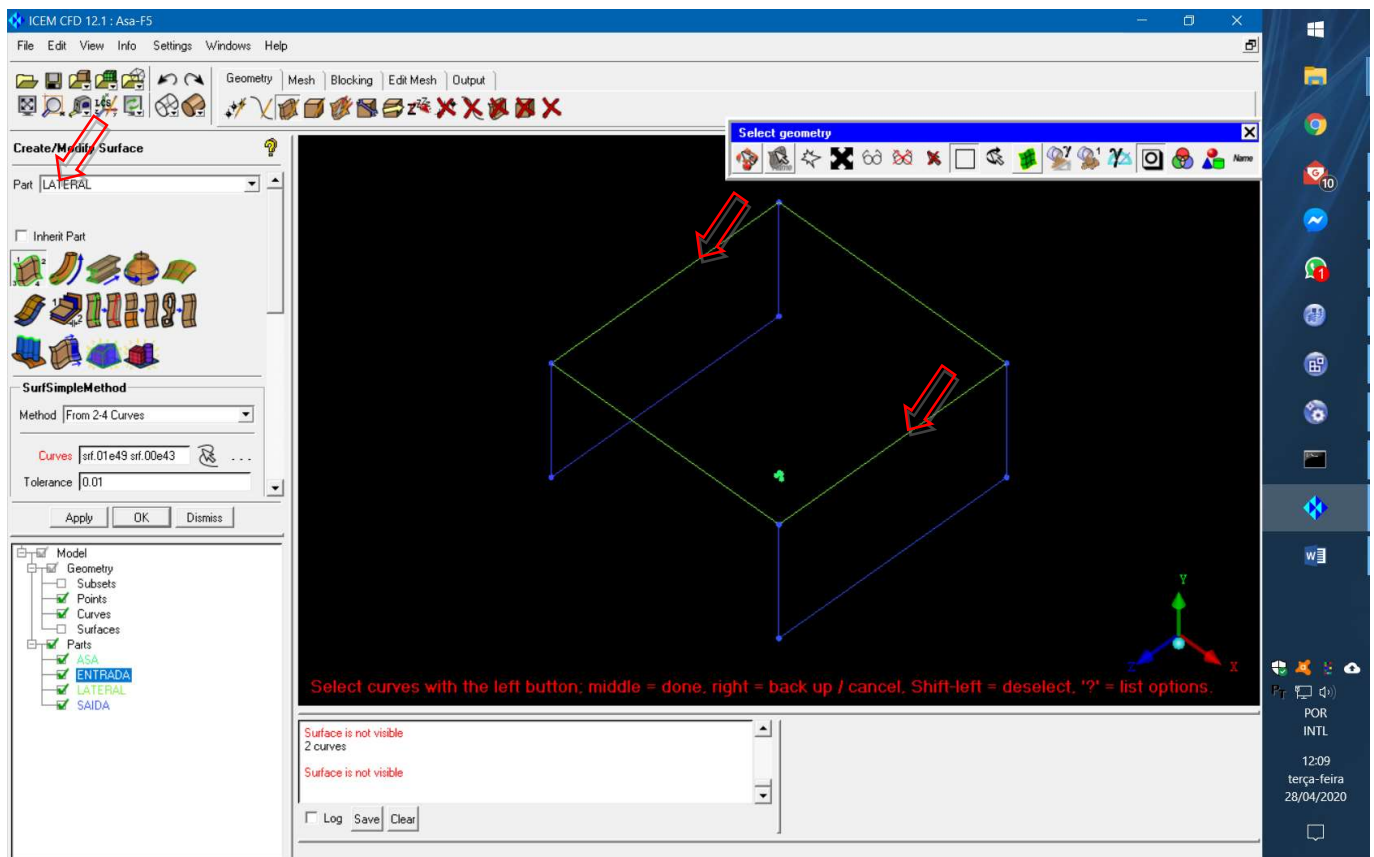 ICEM CFD 12.1 : Asa-F5
File Edit View Info Settings Windows Help
Geometry Mesh Blocking Edit Mesh Output
Select geometry
Name
Create/Modify Surface
Part LATERAL
Inherit Part
SurfSimpleMethod
Method From 2-4 Curves
Curves srf.01e49 srf.00e43 ...
Tolerance 0.01
Apply OK Dismiss
Model
Geometry
Subsets
Points
Curves
Surfaces
Parts
ASA
ENTRADA
LATERAL
SAIDA
Y
Z
X
Select curves with the left button; middle = done, right = back up / cancel, Shift-left = deselect, '?' = list options.
Surface is not visible
2 curves
Surface is not visible
Log Save Clear
10
1
POR
INTL
12:09
terça-feira
28/04/2020